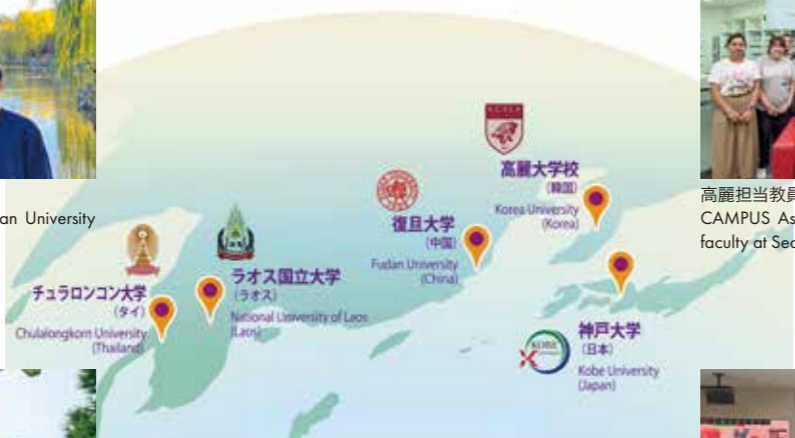 an University
高麗担当教員
CAMPUS As
faculty at Seo
KOREA
高麗大学校
(韓国)
Korea University
(Korea)
復旦大学
(中国)
Fudan University
(China)
ラオス国立大学
(ラオス)
National University of Laos
(Laos)
チュラロンコン大学
(タイ)
Chulalongkorn University
(Thailand)
KOBE
神戸大学
(日本)
Kobe University
(Japan)